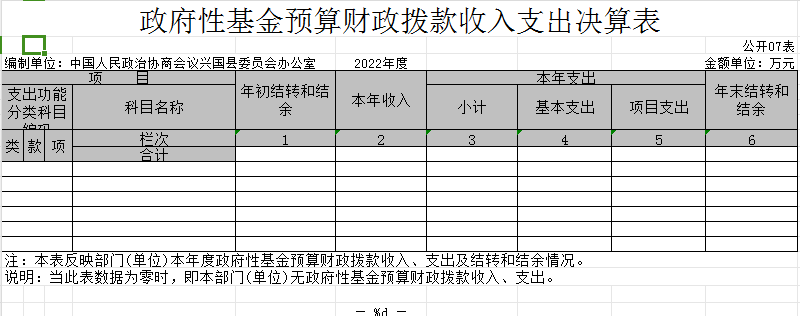 政府性基金预算财政拨款收入支出决算表
公开07表
编制单位：中国人民政治协商会议兴国县委员会办公室 2022年度 金额单位：万元
项 目 年初结转和结余 本年收入 本年支出 年末结转和结余
支出功能分类科目编码 科目名称 小计 基本支出 项目支出
类 款 项 栏次 1 2 3 4 5 6
合计
注：本表反映部门(单位)本年度政府性基金预算财政拨款收入、支出及结转和结余情况。
说明：当此表数据为零时，即本部门(单位)无政府性基金预算财政拨款收入、支出。
— %d —